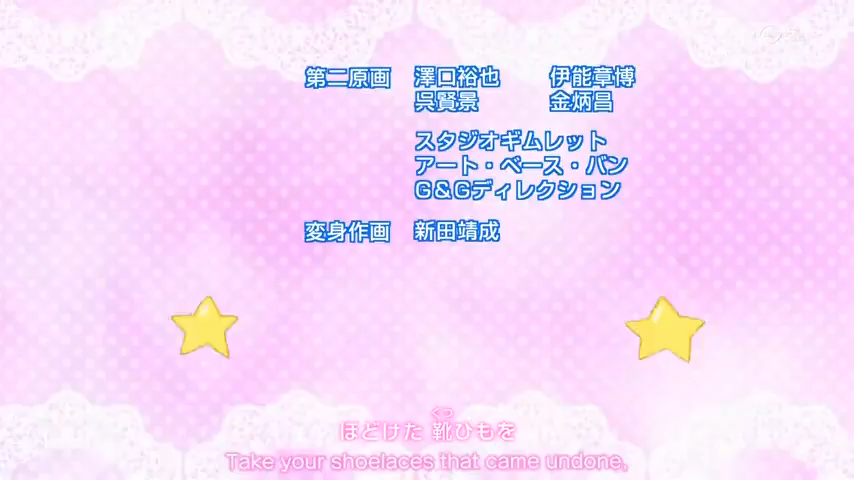 第二原画 澤口裕也 伊能章博
呉賢景 金炳昌
スタジオギムレット
アート・ベース・バン
G&Gディレクション
変身作画 新田靖成
くつ
ほどけた 靴ひもを
Take your shoelaces that came undone,